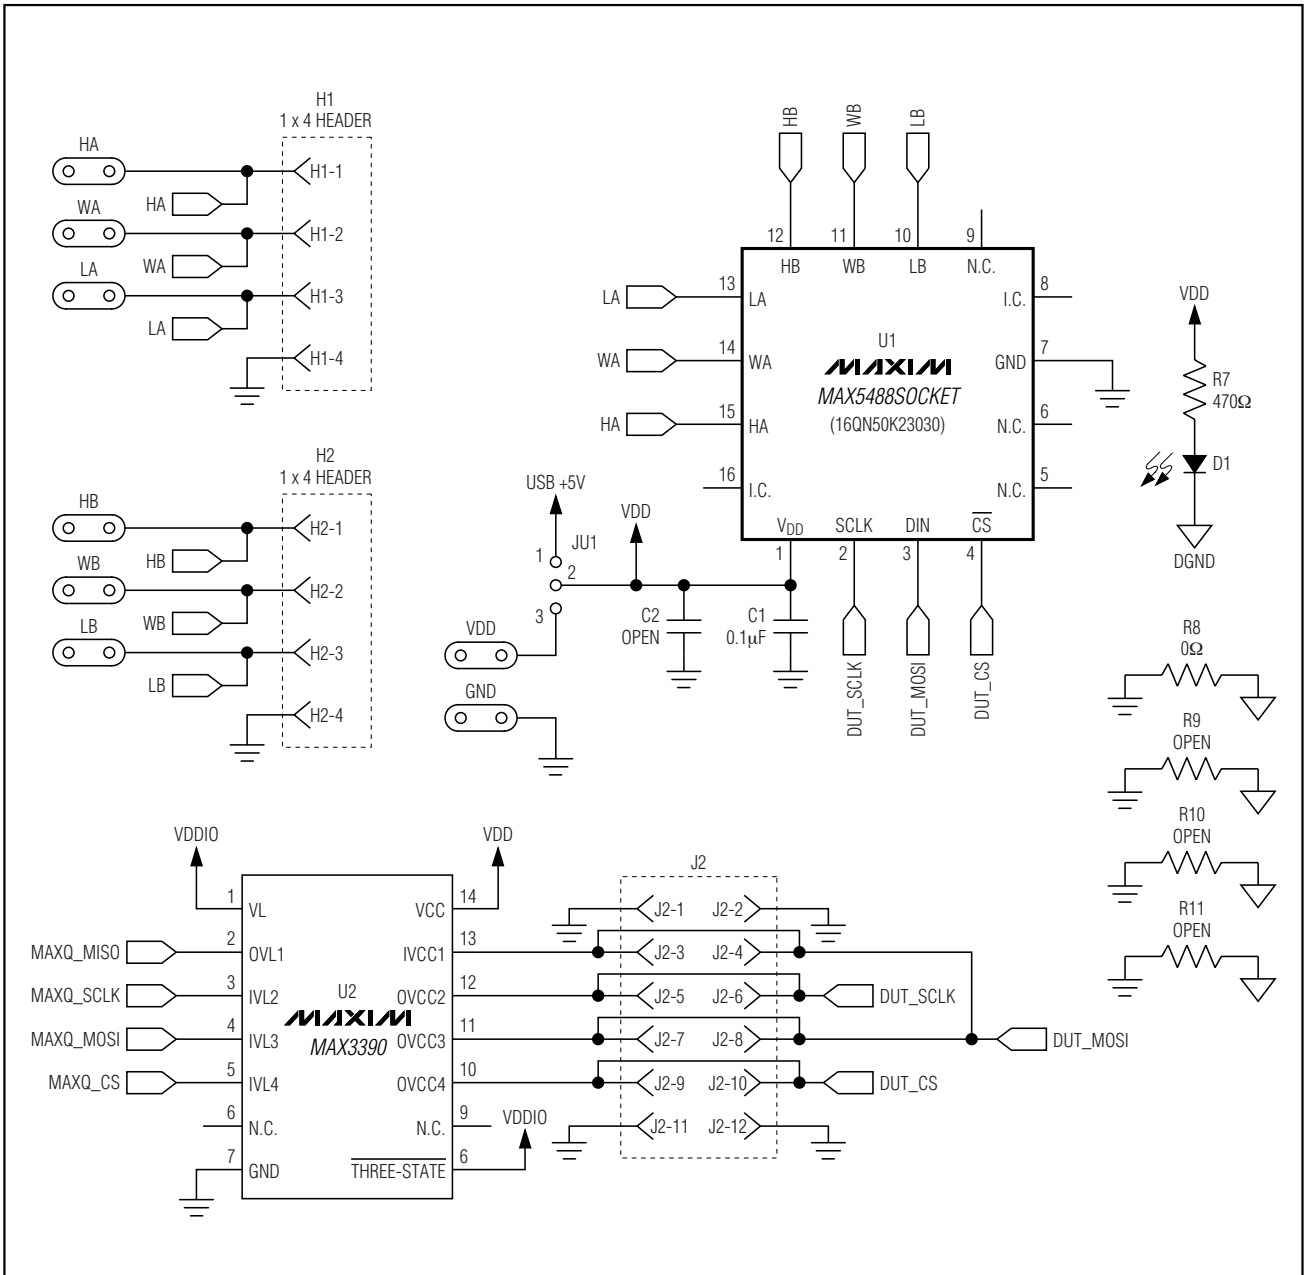 H1
1 x 4 HEADER
HA
H1-1
HA
WA
H1-2
WA
LA
H1-3
LA
H1-4
H2
1 x 4 HEADER
HB
H2-1
HB
WB
H2-2
WB
LB
H2-3
LB
H2-4
HB
WB
LB
12
11
10
9
HB
WB
LB
N.C.
LA
13
LA
I.C.
8
WA
14
WA
GND
7
HA
15
HA
N.C.
6
16
I.C.
N.C.
5
U1
MAXIM
MAX5488SOCKET
(16QN50K23030)
VDD
SCLK
DIN
CS
1
2
3
4
DUT_SCLK
DUT_MOSI
DUT_CS
USB +5V
VDD
JU1
1
2
3
C2
OPEN
C1
0.1µF
VDD
GND
VDD
R7
470Ω
D1
DGND
R8
0Ω
R9
OPEN
R10
OPEN
R11
OPEN
VDDIO
VDD
1
VL
VCC
14
MAXQ_MISO
2
OVL1
IVCC1
13
MAXQ_SCLK
3
IVL2
OVCC2
12
MAXQ_MOSI
4
IVL3
OVCC3
11
MAXQ_CS
5
IVL4
OVCC4
10
6
N.C.
N.C.
9
7
GND
THREE-STATE
6
VDDIO
U2
MAXIM
MAX3390
J2
J2-1 J2-2
J2-3 J2-4
J2-5 J2-6
DUT_SCLK
J2-7 J2-8
DUT_MOSI
J2-9 J2-10
DUT_CS
J2-11 J2-12